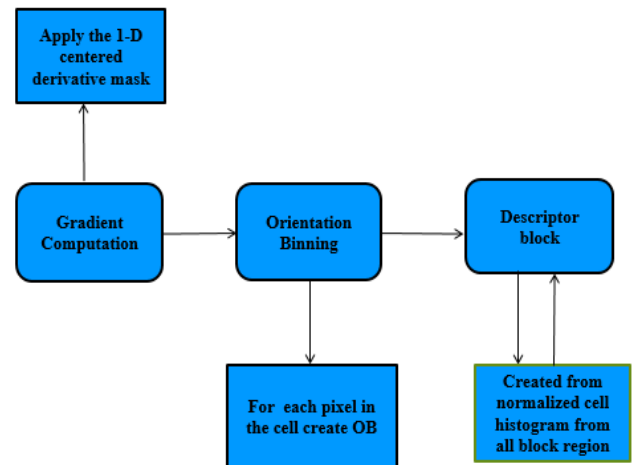 Apply the 1-D
centered
derivative mask
Gradient
Computation
Orientation
Binning
Descriptor
block
For each pixel in
the cell create OB
Created from
normalized cell
histogram from
all block region